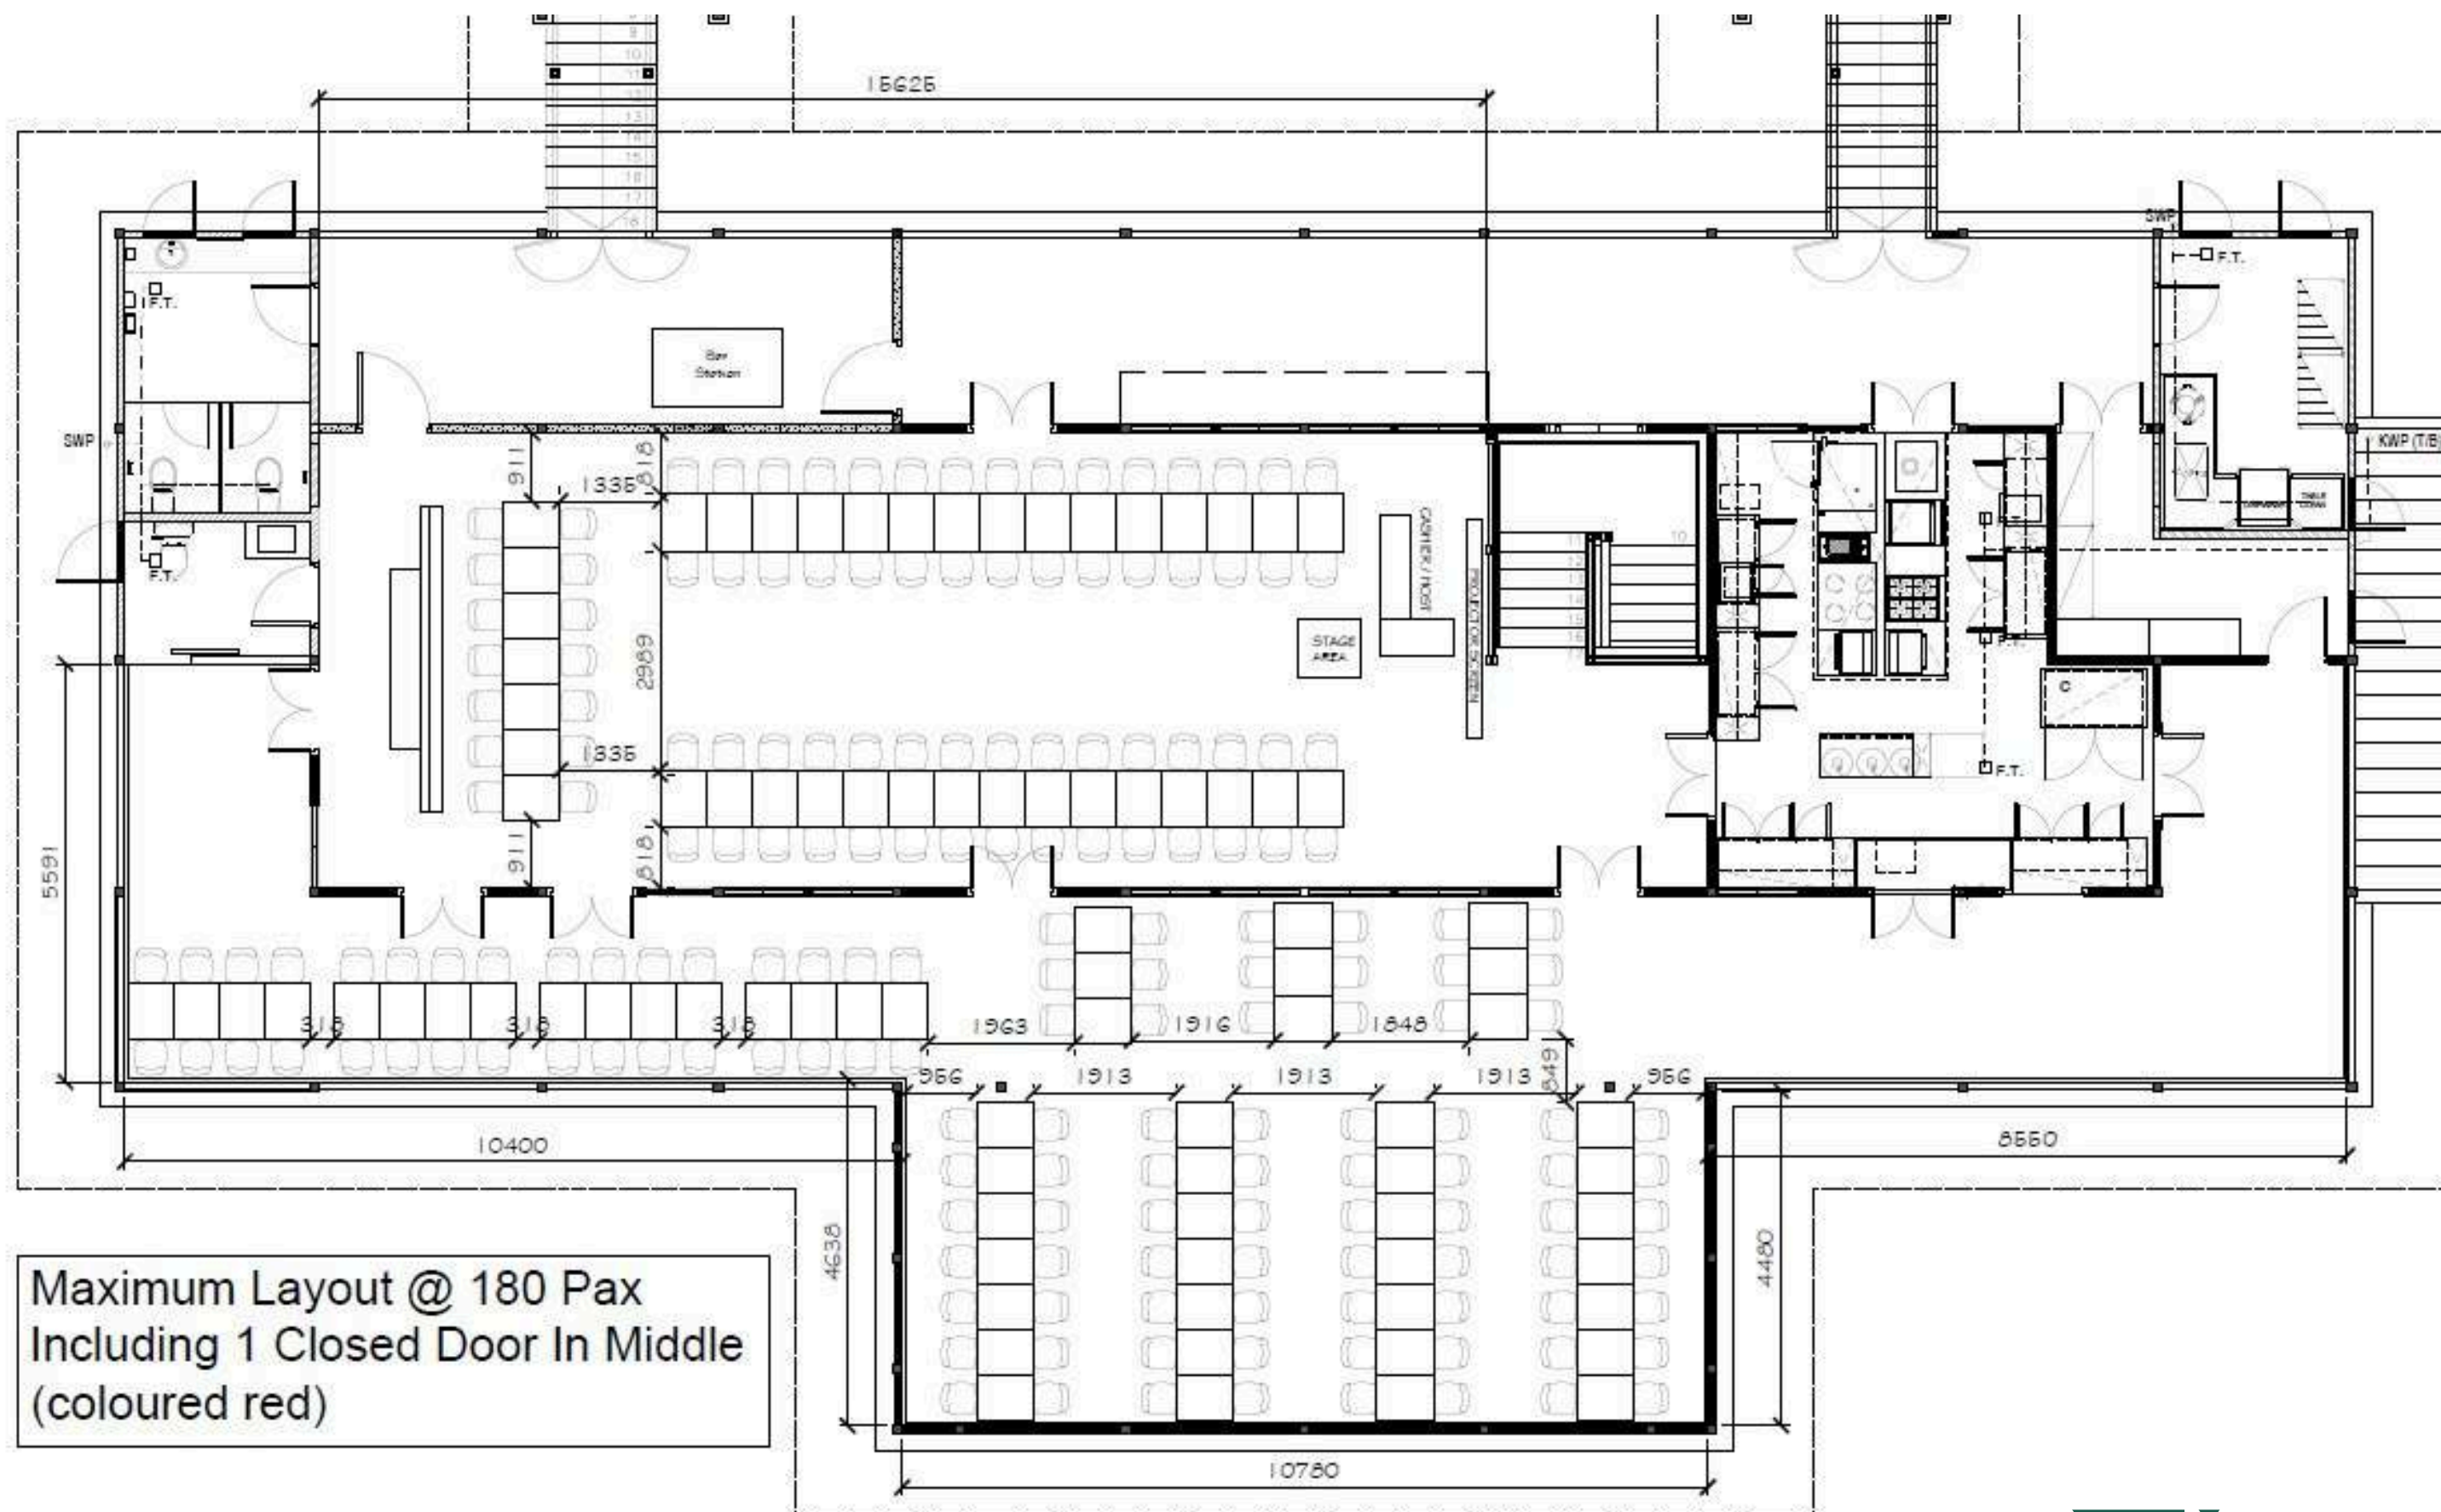 15625
SWP
F.T.
F.T.
Bar
Station
SWP
KWP (T/B)
911
818
1335
CASHIER / HOST
PROJECTOR SCREEN
F.T.
2989
STAGE
AREA
F.T.
C
1335
F.T.
911
818
5591
318
318
318
1963
1916
1848
849
956
1913
1913
1913
956
10400
8550
4638
4480
Maximum Layout @ 180 Pax
Including 1 Closed Door In Middle
(coloured red)
10780